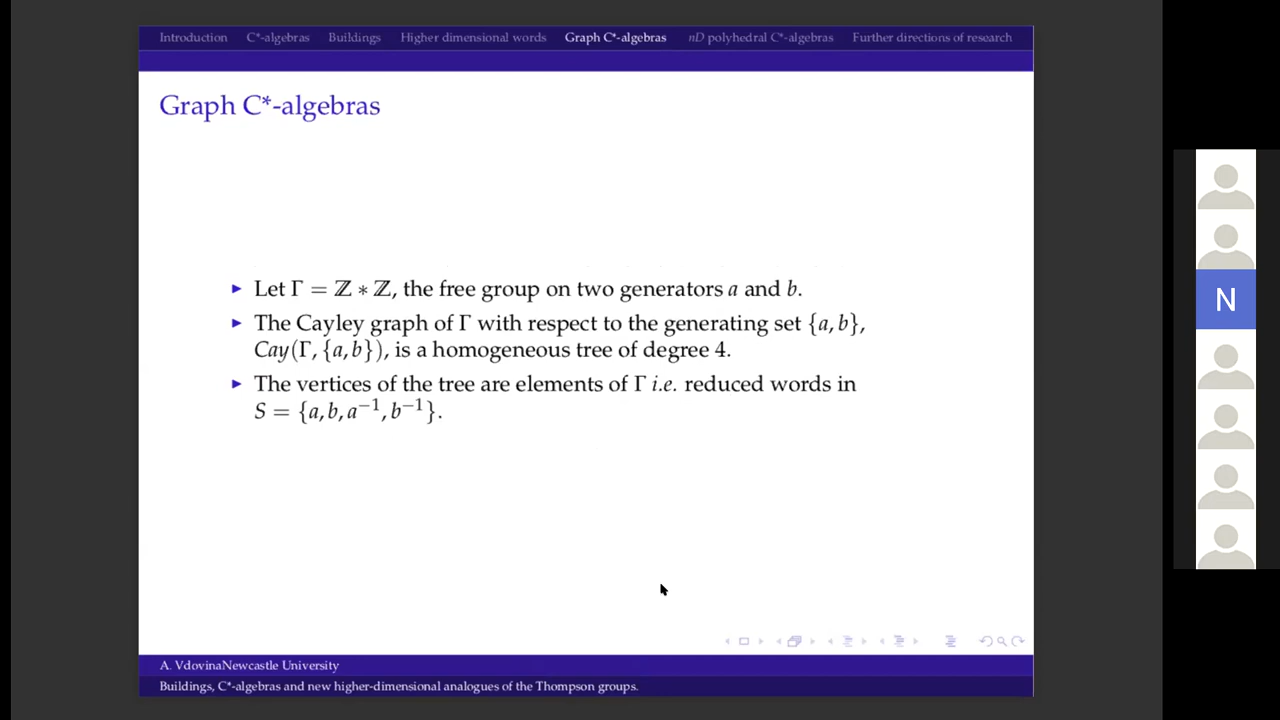 Introduction C*-algebras Buildings Higher dimensional words Graph C*-algebras nD polyhedral C*-algebras Further directions of research
Graph C*-algebras
► Let Γ = ℤ ∗ ℤ, the free group on two generators a and b.
► The Cayley graph of Γ with respect to the generating set {a, b},
Cay(Γ, {a, b}), is a homogeneous tree of degree 4.
► The vertices of the tree are elements of Γ i.e. reduced words in
S = {a, b, a⁻¹, b⁻¹}.
N
A. VdovinaNewcastle University
Buildings, C*-algebras and new higher-dimensional analogues of the Thompson groups.